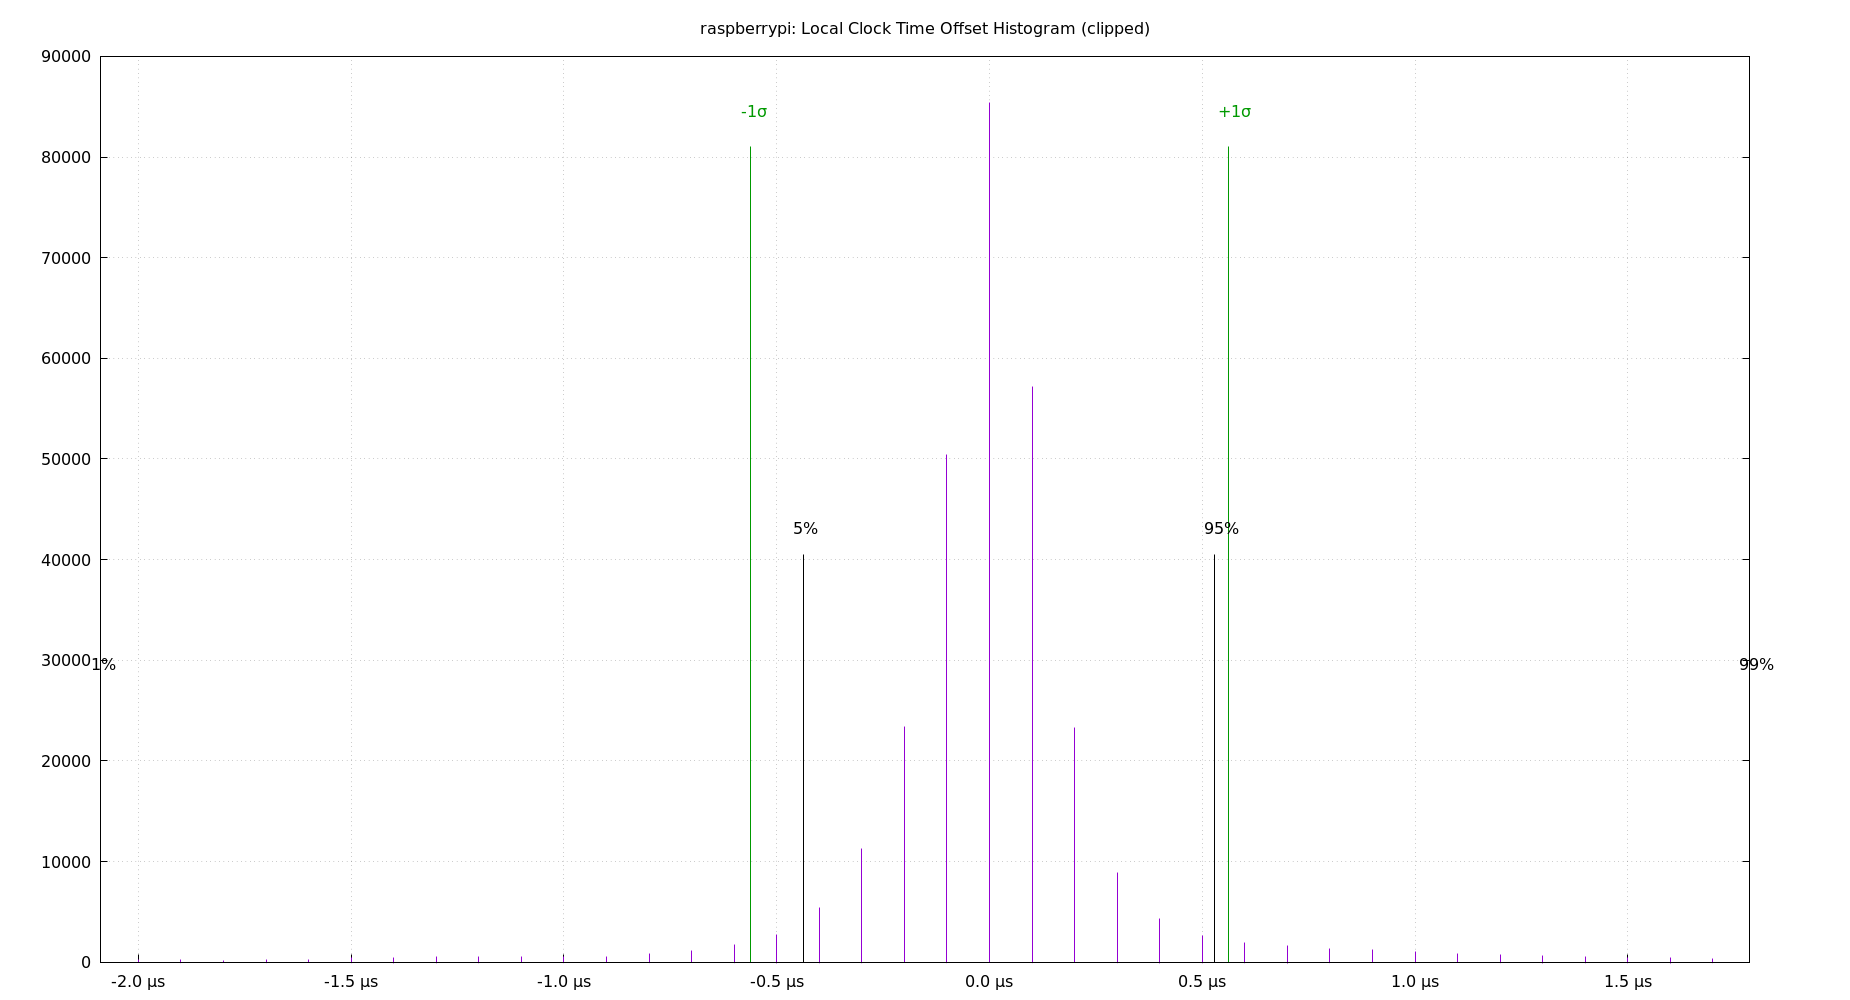 raspberrypi: Local Clock Time Offset Histogram (clipped)
90000
-1σ
+1σ
80000
70000
60000
50000
5%
95%
40000
30000
1%
99%
20000
10000
0
-2.0 µs
-1.5 µs
-1.0 µs
-0.5 µs
0.0 µs
0.5 µs
1.0 µs
1.5 µs